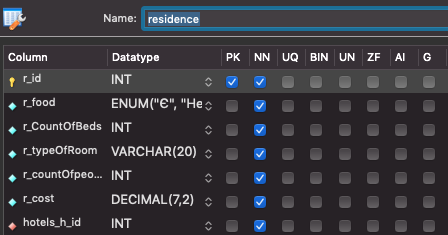 Name: residence
Column Datatype PK NN UQ BIN UN ZF AI G
r_id INT
r_food ENUM("Є", "Не
r_CountOfBeds INT
r_typeOfRoom VARCHAR(20)
r_countOfpeo... INT
r_cost DECIMAL(7,2)
hotels_h_id INT